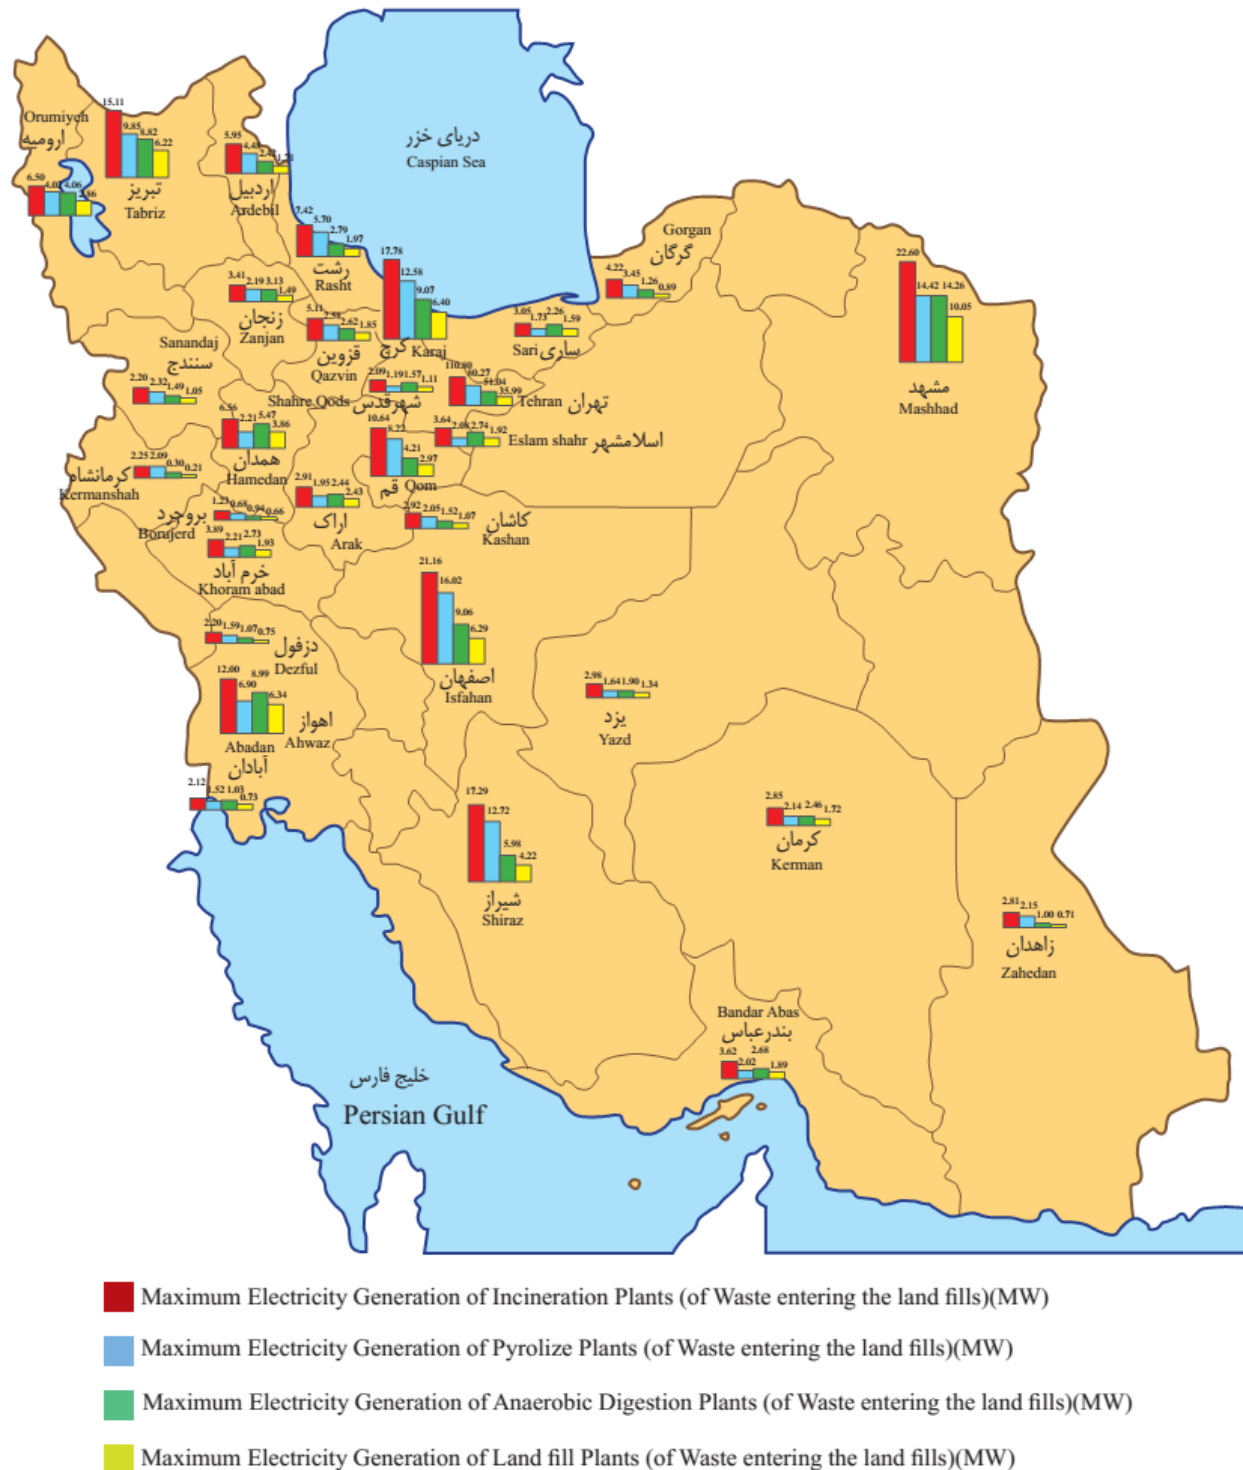 15.11
9.85
8.82
6.22
Orumiyeh
ارومیه
تبریز
Tabriz
6.50
4.02
4.06
2.86
5.95
4.48
2.42
1.71
اردبیل
Ardebil
دریای خزر
Caspian Sea
7.42
5.70
2.79
1.97
رشت
Rasht
17.78
12.58
9.07
6.40
کرج
Karaj
Gorgan
گرگان
4.22
3.45
1.26
0.89
22.60
14.42
14.26
10.05
مشهد
Mashhad
3.41
2.19
3.13
1.49
زنجان
Zanjan
5.11
2.58
2.62
1.85
قزوین
Qazvin
3.05
1.73
2.26
1.59
Sari ساری
Sanandaj
سنندج
2.20
2.32
1.49
1.05
2.09
1.19
1.57
1.11
Shahre Qods شهرقدس
110.80
80.27
51.04
35.99
Tehran تهران
6.56
2.21
5.47
3.86
همدان
Hamedan
10.64
8.22
4.21
2.97
قم
Qom
3.64
2.08
2.74
1.92
Eslam shahr اسلامشهر
2.25
2.09
0.30
0.21
کرمانشاه
Kermanshah
2.91
1.95
2.44
2.43
اراک
Arak
1.23
0.68
0.94
0.66
بروجرد
Borujerd
2.92
2.05
1.52
1.07
کاشان
Kashan
3.89
2.21
2.73
1.93
خرم آباد
Khoram abad
21.16
16.02
9.06
6.29
اصفهان
Isfahan
2.20
1.59
1.07
0.75
دزفول
Dezful
12.00
6.90
8.99
6.34
اهواز
Ahwaz
2.98
1.64
1.90
1.34
یزد
Yazd
Abadan
آبادان
2.12
1.52
1.03
0.73
17.29
12.72
5.98
4.22
شیراز
Shiraz
2.85
2.14
2.46
1.72
کرمان
Kerman
2.81
2.15
1.00
0.71
زاهدان
Zahedan
Bandar Abas
بندرعباس
3.62
2.02
2.68
1.89
خلیج فارس
Persian Gulf
Maximum Electricity Generation of Incineration Plants (of Waste entering the land fills)(MW)
Maximum Electricity Generation of Pyrolize Plants (of Waste entering the land fills)(MW)
Maximum Electricity Generation of Anaerobic Digestion Plants (of Waste entering the land fills)(MW)
Maximum Electricity Generation of Land fill Plants (of Waste entering the land fills)(MW)